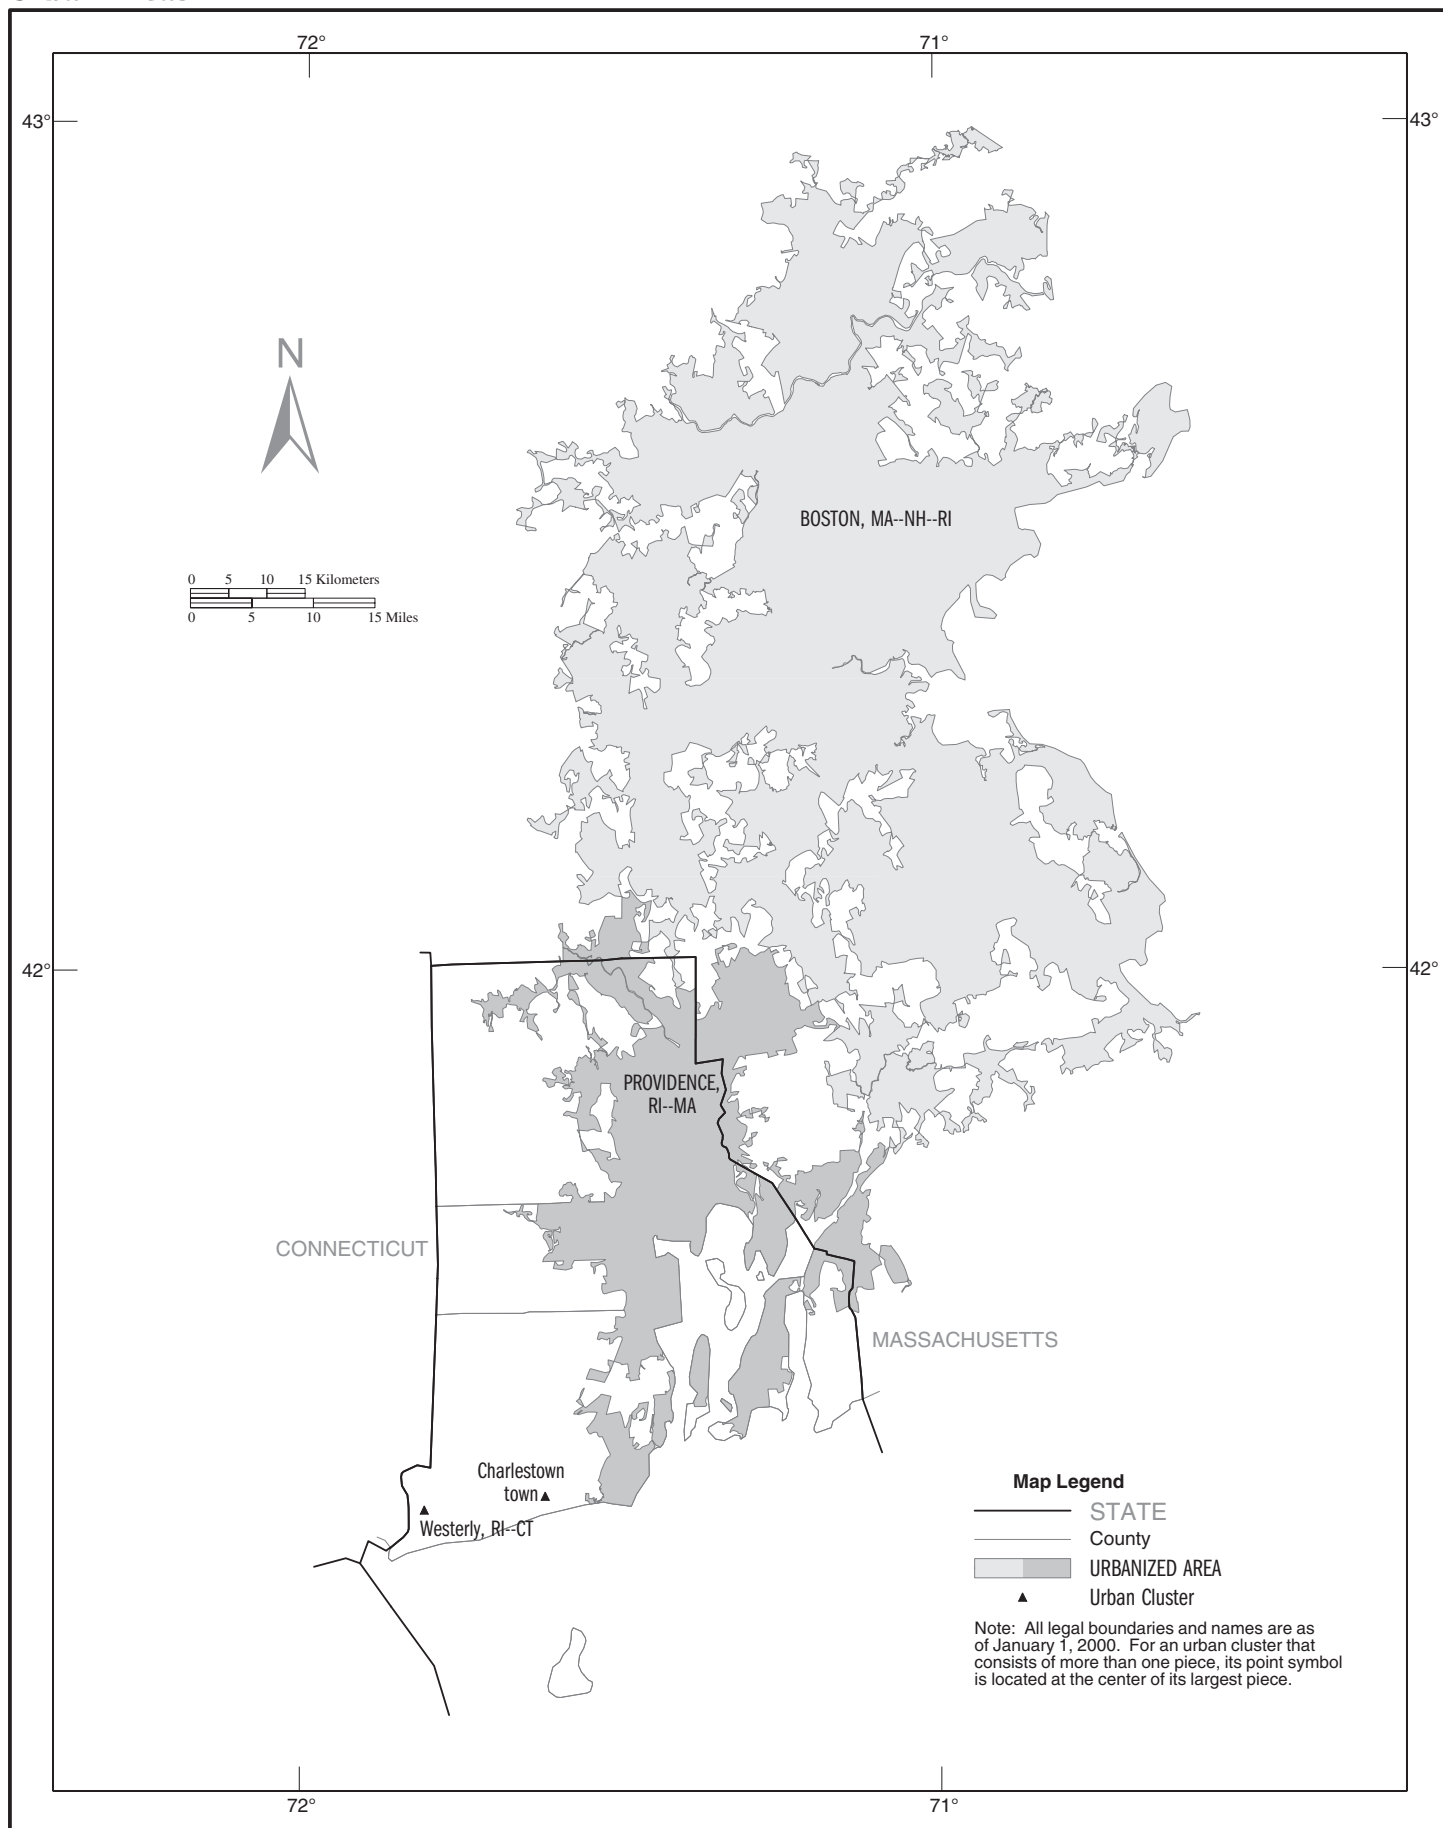 72°
71°
43°
43°
N
BOSTON, MA--NH--RI
0 5 10 15 Kilometers
0 5 10 15 Miles
42°
42°
PROVIDENCE,
RI--MA
CONNECTICUT
MASSACHUSETTS
Charlestown
town
Westerly, RI--CT
Map Legend
STATE
County
URBANIZED AREA
Urban Cluster
Note: All legal boundaries and names are as
of January 1, 2000. For an urban cluster that
consists of more than one piece, its point symbol
is located at the center of its largest piece.
72°
71°